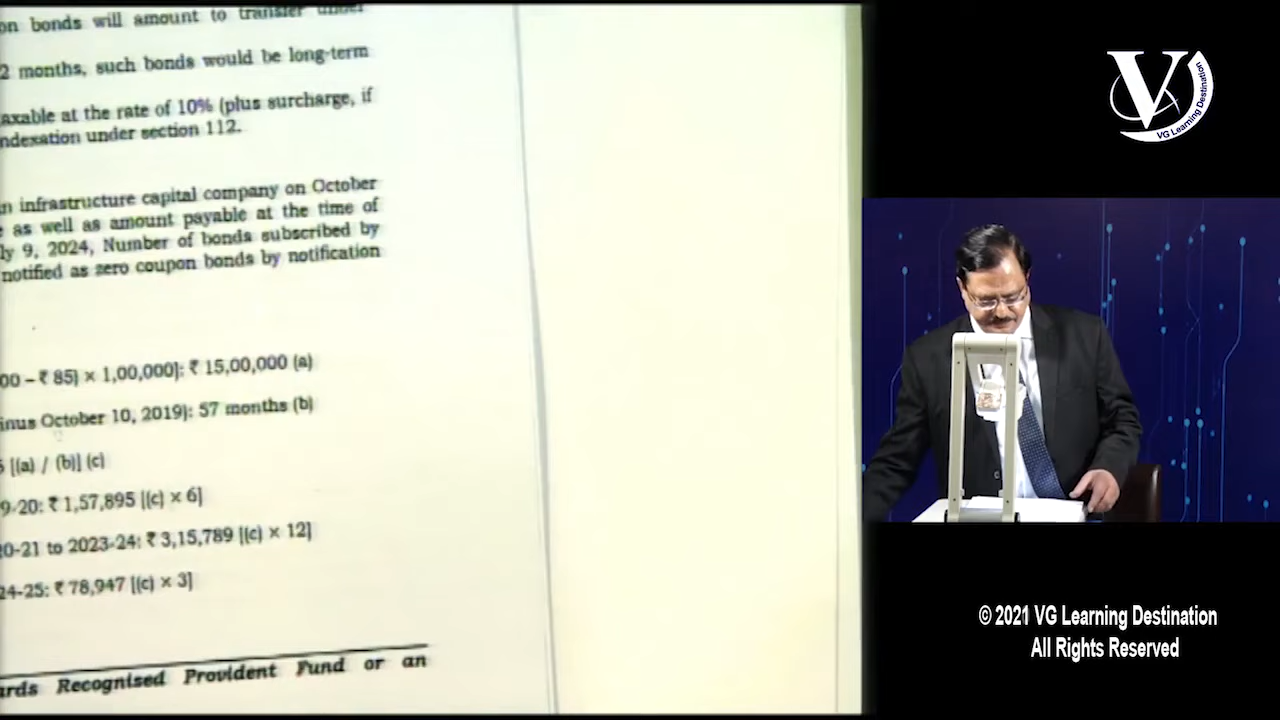 on bonds will amount to transfer under
2 months, such bonds would be long-term
axable at the rate of 10% (plus surcharge, if
ndexation under section 112.
n infrastructure capital company on October
e as well as amount payable at the time of
ly 9, 2024, Number of bonds subscribed by
notified as zero coupon bonds by notification
00 – ₹ 85) × 1,00,000]: ₹ 15,00,000 (a)
inus October 10, 2019): 57 months (b)
6 [(a) / (b)] (c)
9-20: ₹ 1,57,895 [(c) × 6]
20-21 to 2023-24: ₹ 3,15,789 [(c) × 12]
24-25: ₹ 78,947 [(c) × 3]
ards Recognised Provident Fund or an
V
VG Learning Destination
© 2021 VG Learning Destination
All Rights Reserved